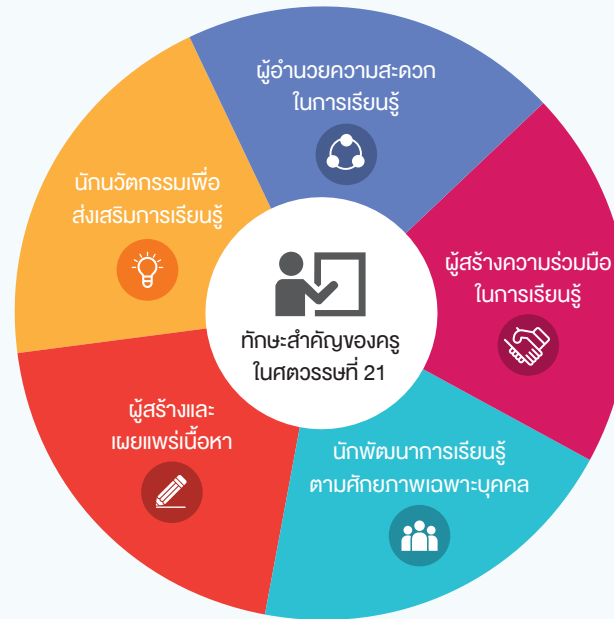 ผู้อำนวยความสะดวก
ในการเรียนรู้
นักนวัตกรรมเพื่อ
ส่งเสริมการเรียนรู้
ผู้สร้างความร่วมมือ
ในการเรียนรู้
ทักษะสำคัญของครู
ในศตวรรษที่ 21
ผู้สร้างและ
เผยแพร่เนื้อหา
นักพัฒนาการเรียนรู้
ตามศักยภาพเฉพาะบุคคล